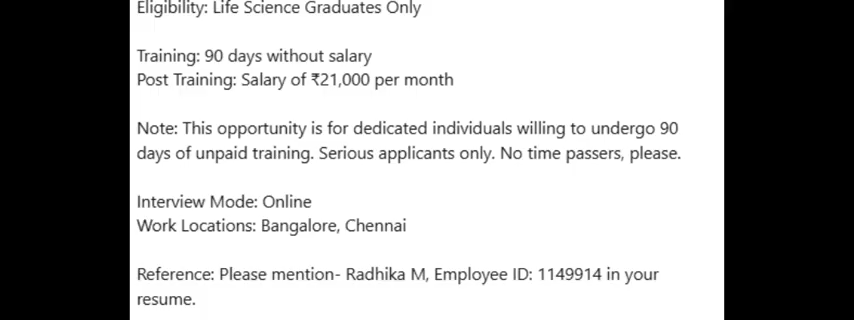 Eligibility: Life Science Graduates Only
Training: 90 days without salary
Post Training: Salary of ₹21,000 per month
Note: This opportunity is for dedicated individuals willing to undergo 90
days of unpaid training. Serious applicants only. No time passers, please.
Interview Mode: Online
Work Locations: Bangalore, Chennai
Reference: Please mention- Radhika M, Employee ID: 1149914 in your
resume.